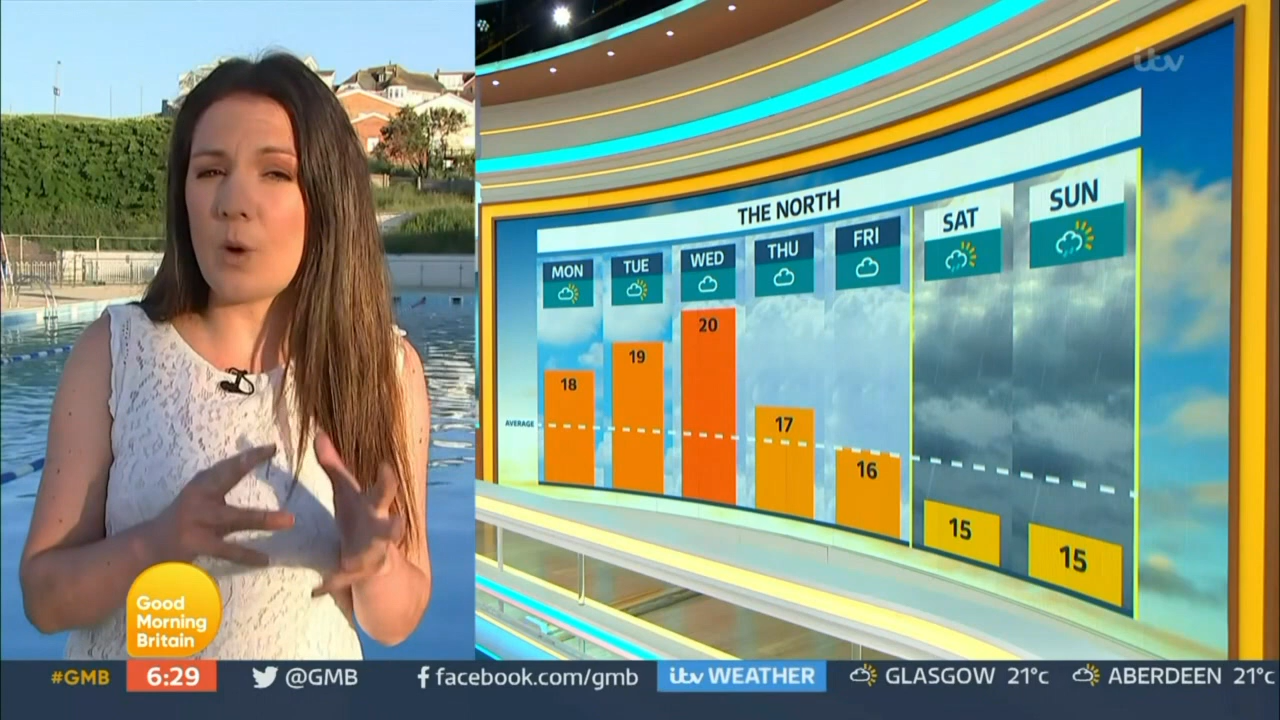 itv
THE NORTH
MON
TUE
WED
THU
FRI
SAT
SUN
18
19
20
17
16
15
15
AVERAGE
Good
Morning
Britain
#GMB
6:29
@GMB
facebook.com/gmb
itv WEATHER
GLASGOW 21°c
ABERDEEN 21°c